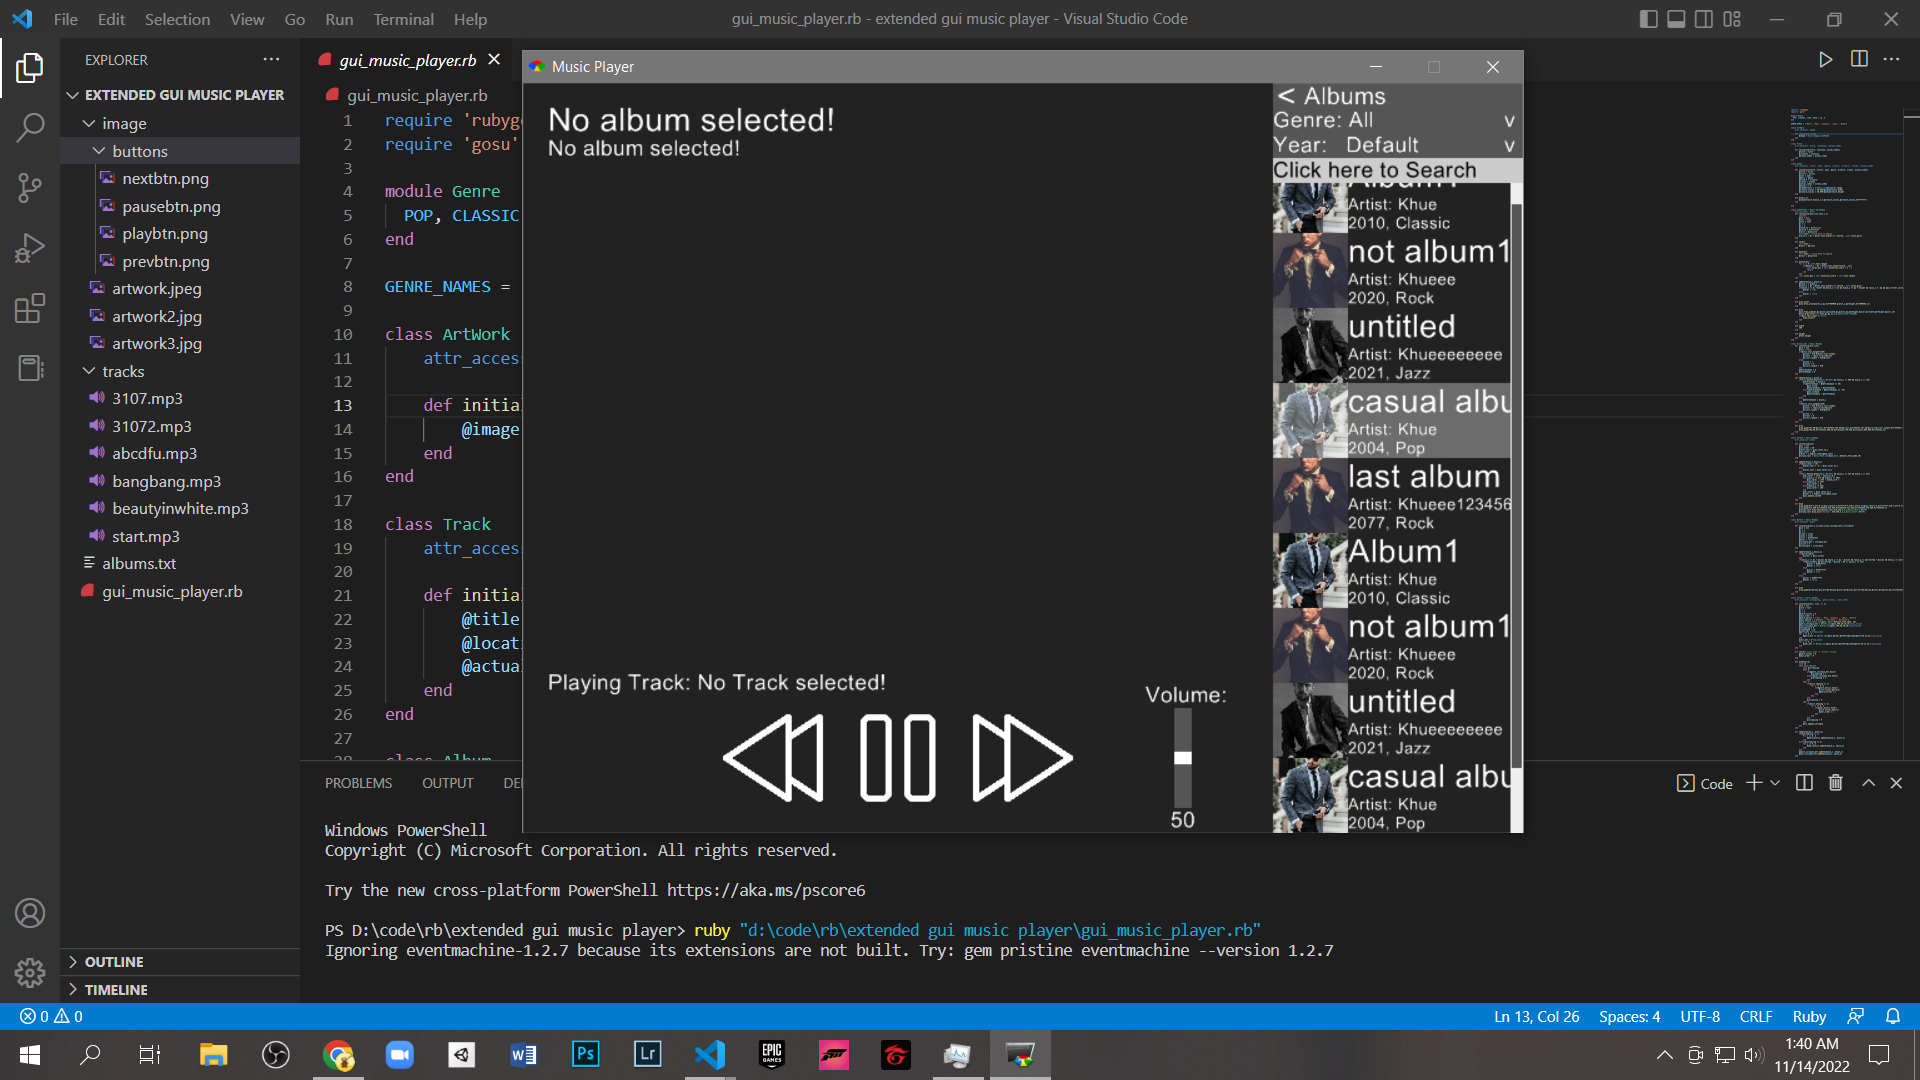 File Edit Selection View Go Run Terminal Help
gui_music_player.rb - extended gui music player - Visual Studio Code
EXPLORER
EXTENDED GUI MUSIC PLAYER
image
buttons
nextbtn.png
pausebtn.png
playbtn.png
prevbtn.png
artwork.jpeg
artwork2.jpg
artwork3.jpg
tracks
3107.mp3
31072.mp3
abcdfu.mp3
bangbang.mp3
beautyinwhite.mp3
start.mp3
albums.txt
gui_music_player.rb
OUTLINE
TIMELINE
gui_music_player.rb
gui_music_player.rb
1 require 'rubyg
2 require 'gosu'
3
4 module Genre
5 POP, CLASSIC
6 end
7
8 GENRE_NAMES =
9
10 class ArtWork
11 attr_acces
12
13 def initia
14 @image
15 end
16 end
17
18 class Track
19 attr_acces
20
21 def initia
22 @title
23 @locat
24 @actua
25 end
26 end
27
28 class Album
Music Player
No album selected!
No album selected!
Playing Track: No Track selected!
Volume:
50
< Albums
Genre: All v
Year: Default v
Click here to Search
Album1
Artist: Khue
2010, Classic
not album1
Artist: Khueee
2020, Rock
untitled
Artist: Khueeeeeeee
2021, Jazz
casual albu
Artist: Khue
2004, Pop
last album
Artist: Khueee123456
2077, Rock
Album1
Artist: Khue
2010, Classic
not album1
Artist: Khueee
2020, Rock
untitled
Artist: Khueeeeeeee
2021, Jazz
casual albu
Artist: Khue
2004, Pop
PROBLEMS OUTPUT DE
Code
Windows PowerShell
Copyright (C) Microsoft Corporation. All rights reserved.
Try the new cross-platform PowerShell https://aka.ms/pscore6
PS D:\code\rb\extended gui music player> ruby "d:\code\rb\extended gui music player\gui_music_player.rb"
Ignoring eventmachine-1.2.7 because its extensions are not built. Try: gem pristine eventmachine --version 1.2.7
0 0
Ln 13, Col 26 Spaces: 4 UTF-8 CRLF Ruby
W Ps Lr EPIC GAMES
1:40 AM
11/14/2022